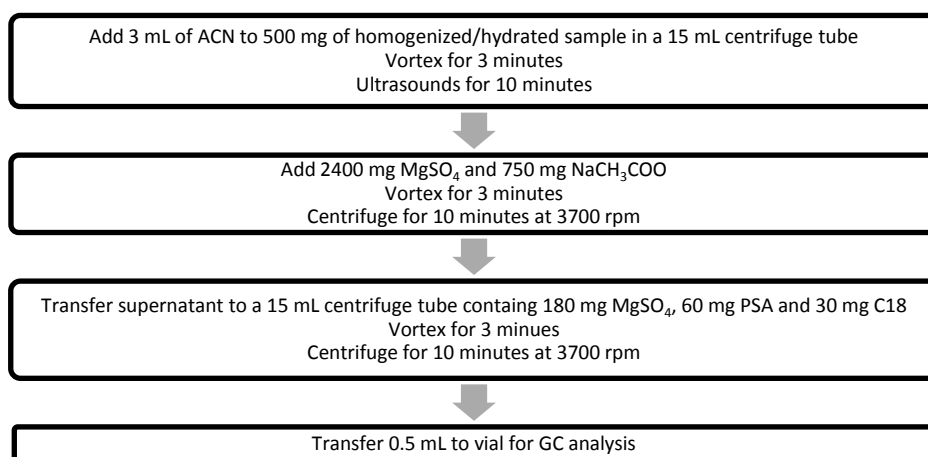 Add 3 mL of ACN to 500 mg of homogenized/hydrated sample in a 15 mL centrifuge tube
Vortex for 3 minutes
Ultrasounds for 10 minutes
Add 2400 mg MgSO₄ and 750 mg NaCH₃COO
Vortex for 3 minutes
Centrifuge for 10 minutes at 3700 rpm
Transfer supernatant to a 15 mL centrifuge tube containg 180 mg MgSO₄, 60 mg PSA and 30 mg C18
Vortex for 3 minues
Centrifuge for 10 minutes at 3700 rpm
Transfer 0.5 mL to vial for GC analysis